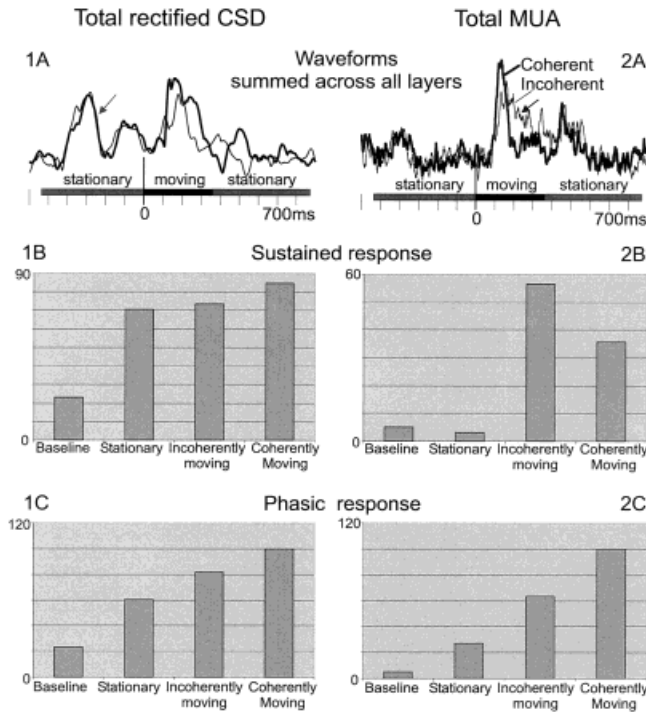 Total rectified CSD
Total MUA
1A
Waveforms
summed across all layers
2A
Coherent
Incoherent
stationary
moving
stationary
0
700ms
stationary
moving
stationary
0
700ms
1B
Sustained response
2B
90
0
Baseline
Stationary
Incoherently
moving
Coherently
Moving
60
0
Baseline
Stationary
Incoherently
moving
Coherently
Moving
1C
Phasic response
2C
120
0
Baseline
Stationary
Incoherently
moving
Coherently
Moving
120
0
Baseline
Stationary
Incoherently
moving
Coherently
Moving